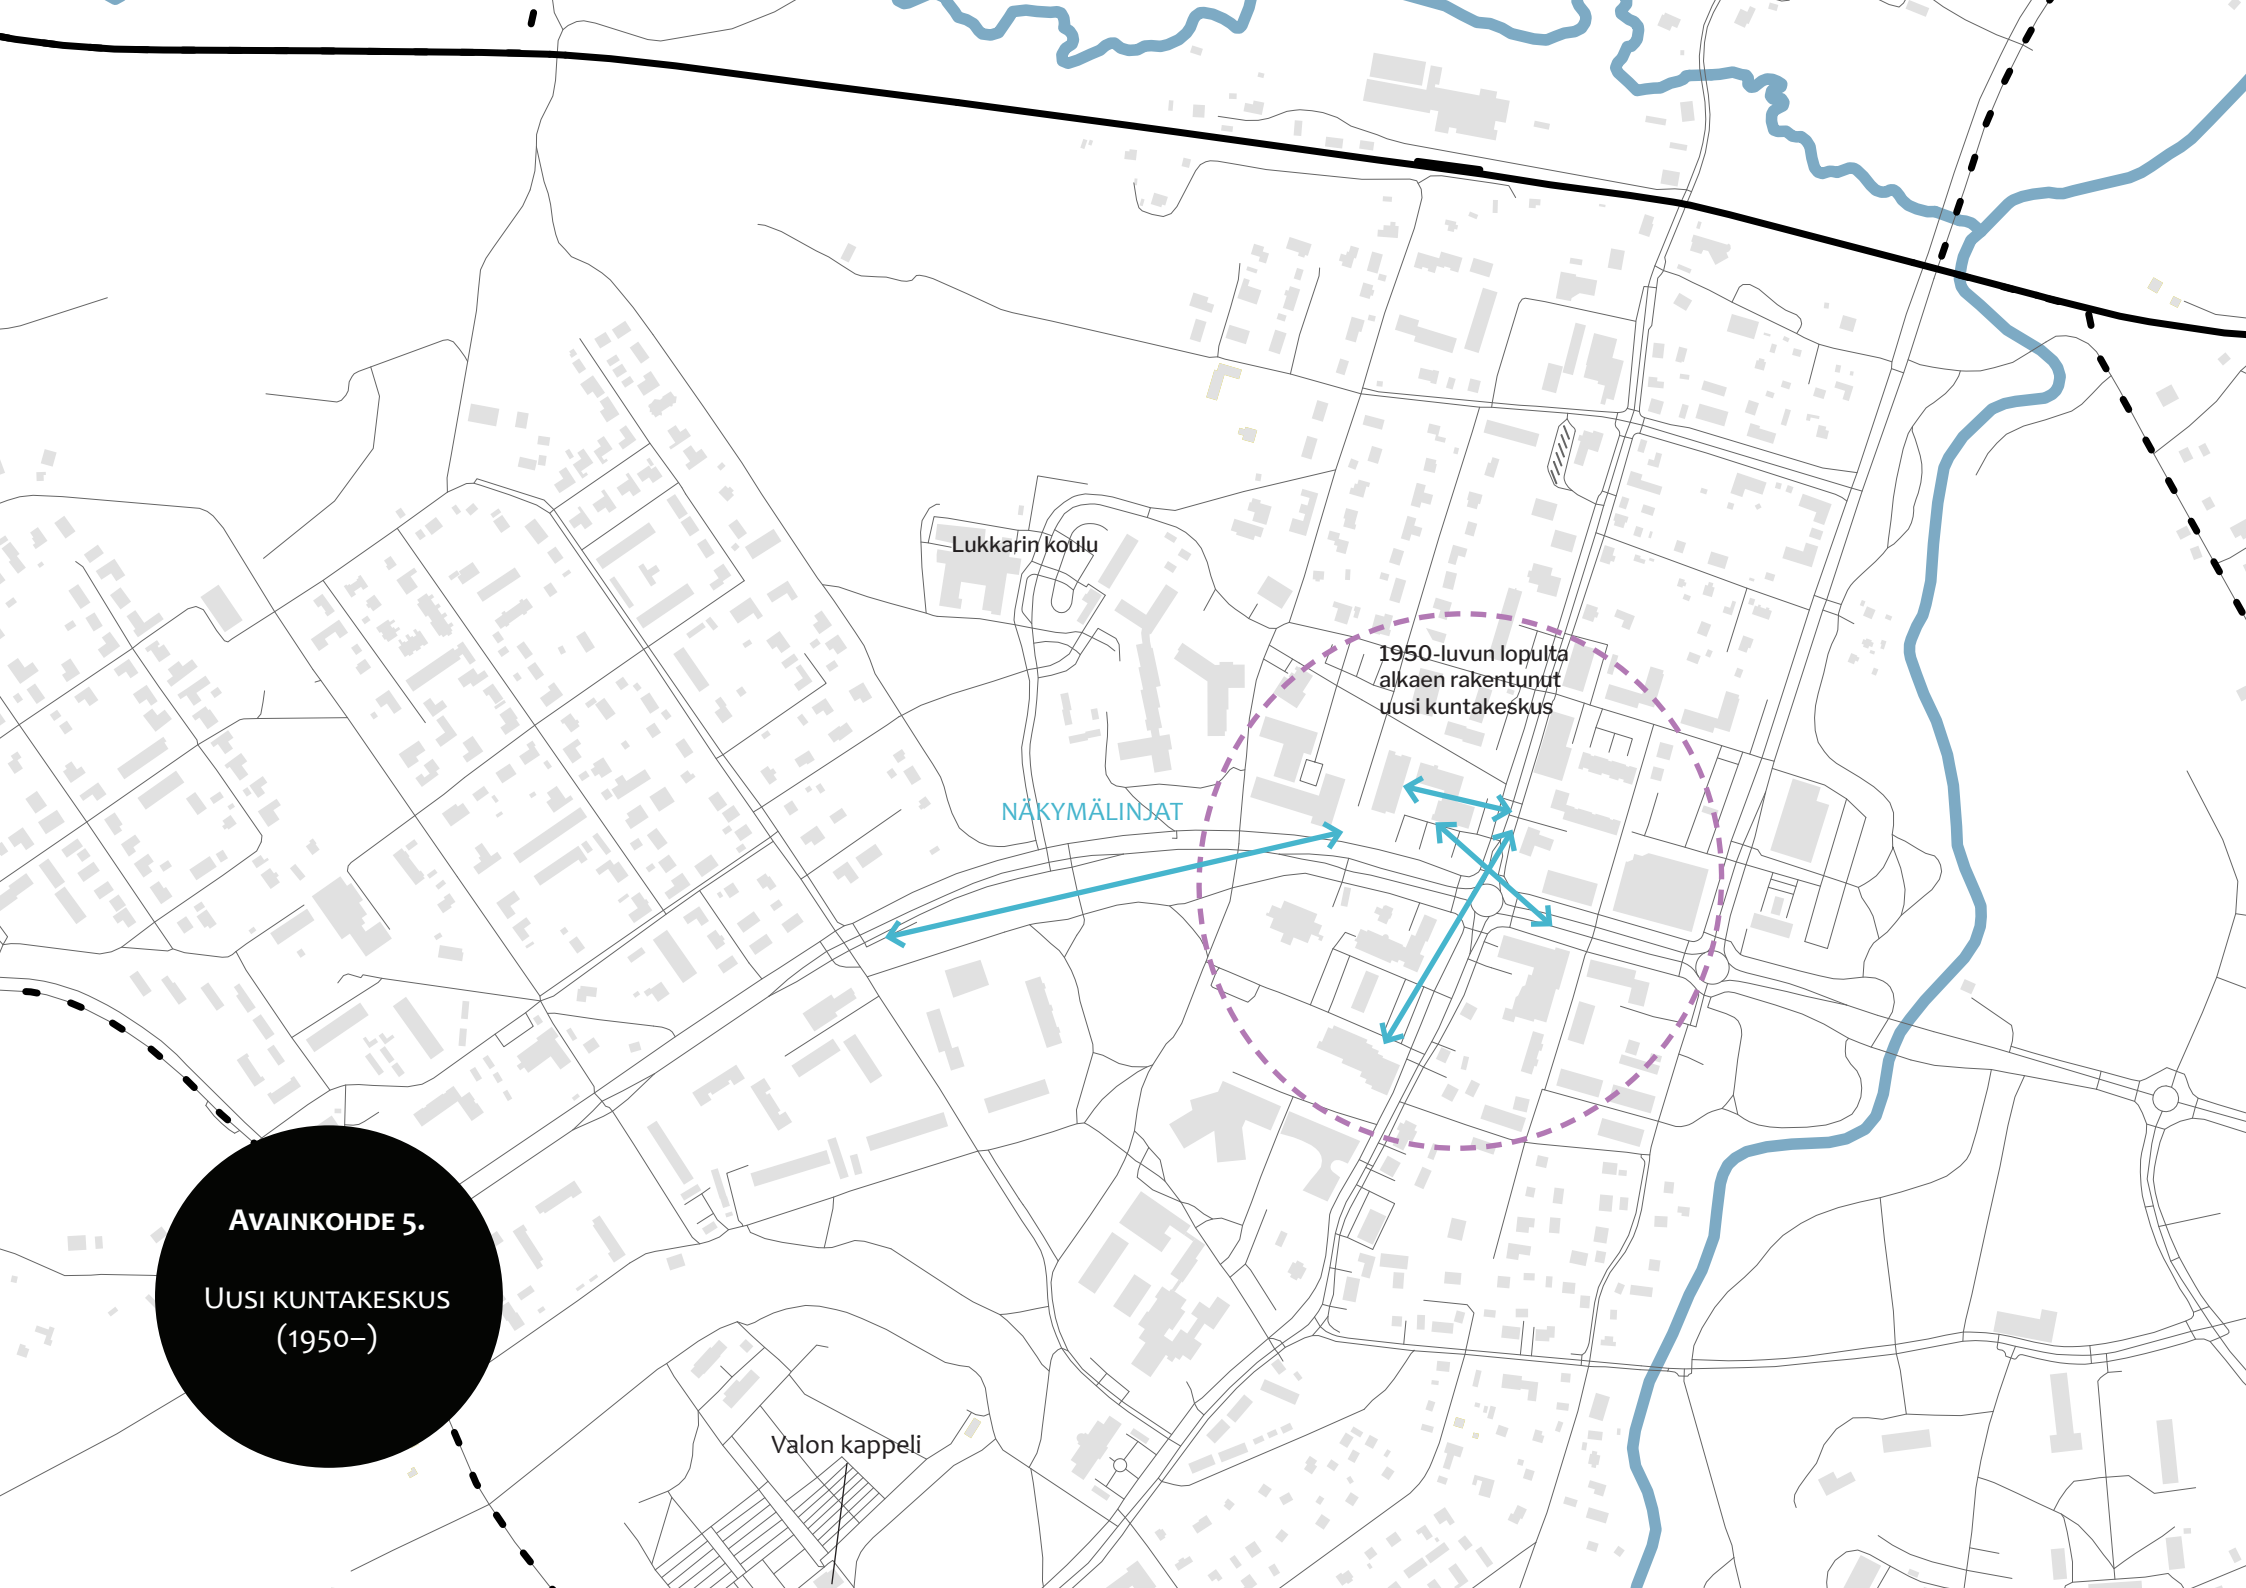 Lukkarin koulu
1950-luvun lopulta
alkaen rakentunut
uusi kuntakeskus
NÄKYMÄLINJAT
Avainkohde 5.
Uusi kuntakeskus
(1950–)
Valon kappeli